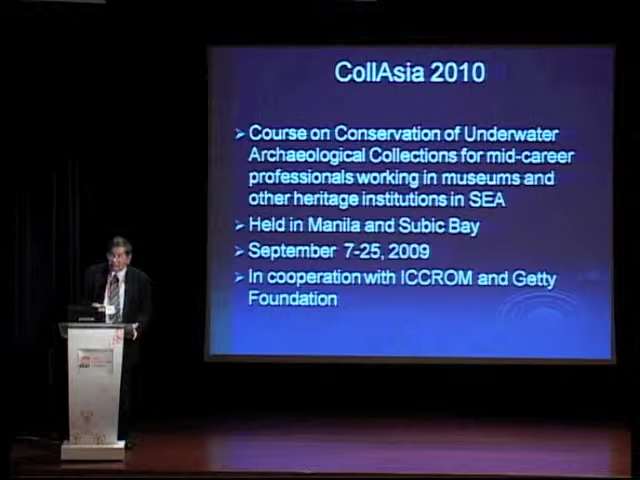 CollAsia 2010
➢ Course on Conservation of Underwater
Archaeological Collections for mid-career
professionals working in museums and
other heritage institutions in SEA
➢ Held in Manila and Subic Bay
➢ September 7-25, 2009
➢ In cooperation with ICCROM and Getty
Foundation